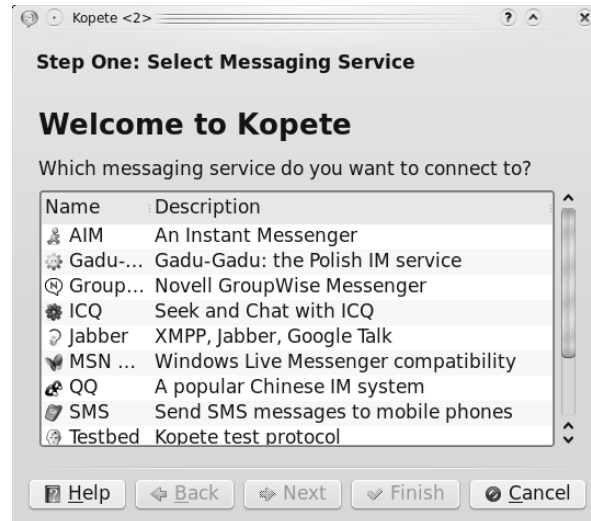 Kopete <2>
Step One: Select Messaging Service
Welcome to Kopete
Which messaging service do you want to connect to?
Name Description
AIM An Instant Messenger
Gadu-... Gadu-Gadu: the Polish IM service
Group... Novell GroupWise Messenger
ICQ Seek and Chat with ICQ
Jabber XMPP, Jabber, Google Talk
MSN ... Windows Live Messenger compatibility
QQ A popular Chinese IM system
SMS Send SMS messages to mobile phones
Testbed Kopete test protocol
Help Back Next Finish Cancel